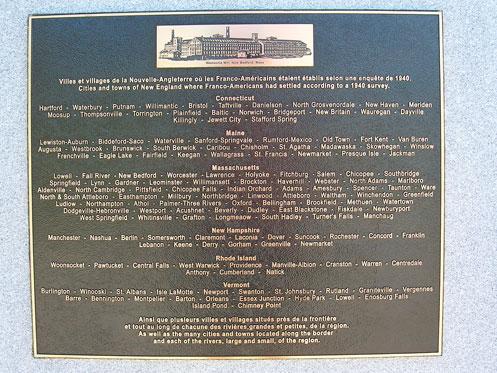 Wamsutta Mill, New Bedford, Mass
Villes et villages de la Nouvelle-Angleterre où les Franco-Américains étaient établis selon une enquête de 1940.
Cities and towns of New England where Franco-Americans had settled according to a 1940 survey.
Connecticut
Hartford - Waterbury - Putnam - Willimantic - Bristol - Taftville - Danielson - North Grosvenordale - New Haven - Meriden
Moosup - Thompsonville - Torrington - Plainfield - Baltic - Norwich - Bridgeport - New Britain - Wauregan - Dayville
Killingly - Jewett City - Stafford Spring
Maine
Lewiston-Auburn - Biddeford-Saco - Waterville - Sanford-Springvale - Rumford-Mexico - Old Town - Fort Kent - Van Buren
Augusta - Westbrook - Brunswick - South Berwick - Caribou - Chisholm - St. Agatha - Madawaska - Skowhegan - Winslow
Frenchville - Eagle Lake - Fairfield - Keegan - Wallagrass - St. Francis - Newmarket - Presque Isle - Jackman
Massachusetts
Lowell - Fall River - New Bedford - Worcester - Lawrence - Holyoke - Fitchburg - Salem - Chicopee - Southbridge
Springfield - Lynn - Gardner - Leominster - Willimansett - Brockton - Haverhill - Webster - North Adams - Marlboro
Aldenville - North Cambridge - Pittsfield - Chicopee Falls - Indian Orchard - Adams - Amesbury - Spencer - Taunton - Ware
North & South Attleboro - Easthampton - Millbury - Northbridge - Linwood - Attleboro - Waltham - Winchendon - Greenfield
Ludlow - Northampton - Athol - Palmer-Three Rivers - Oxford - Bellingham - Brookfield - Methuen - Watertown
Dodgeville-Hebronville - Westport - Acushnet - Beverly - Dudley - East Blackstone - Fiskdale - Newburyport
West Springfield - Whitinsville - Grafton - Longmeadow - South Hadley - Turner's Falls - Manchaug
New Hampshire
Manchester - Nashua - Berlin - Somersworth - Claremont - Laconia - Dover - Suncook - Rochester - Concord - Franklin
Lebanon - Keene - Derry - Gorham - Greenville - Newmarket
Rhode Island
Woonsocket - Pawtucket - Central Falls - West Warwick - Providence - Manville-Albion - Cranston - Warren - Centredale
Anthony - Cumberland - Natick
Vermont
Burlington - Winooski - St. Albans - Isle LaMotte - Newport - Swanton - St. Johnsbury - Rutland - Graniteville - Vergennes
Barre - Bennington - Montpelier - Barton - Orleans - Essex Junction - Hyde Park - Lowell - Enosburg Falls
Island Pond - Chimney Point
Ainsi que plusieurs villes et villages situés près de la frontière
et tout au long de chacune des rivières, grandes et petites, de la région.
As well as the many cities and towns located along the border
and each of the rivers, large and small, of the region.